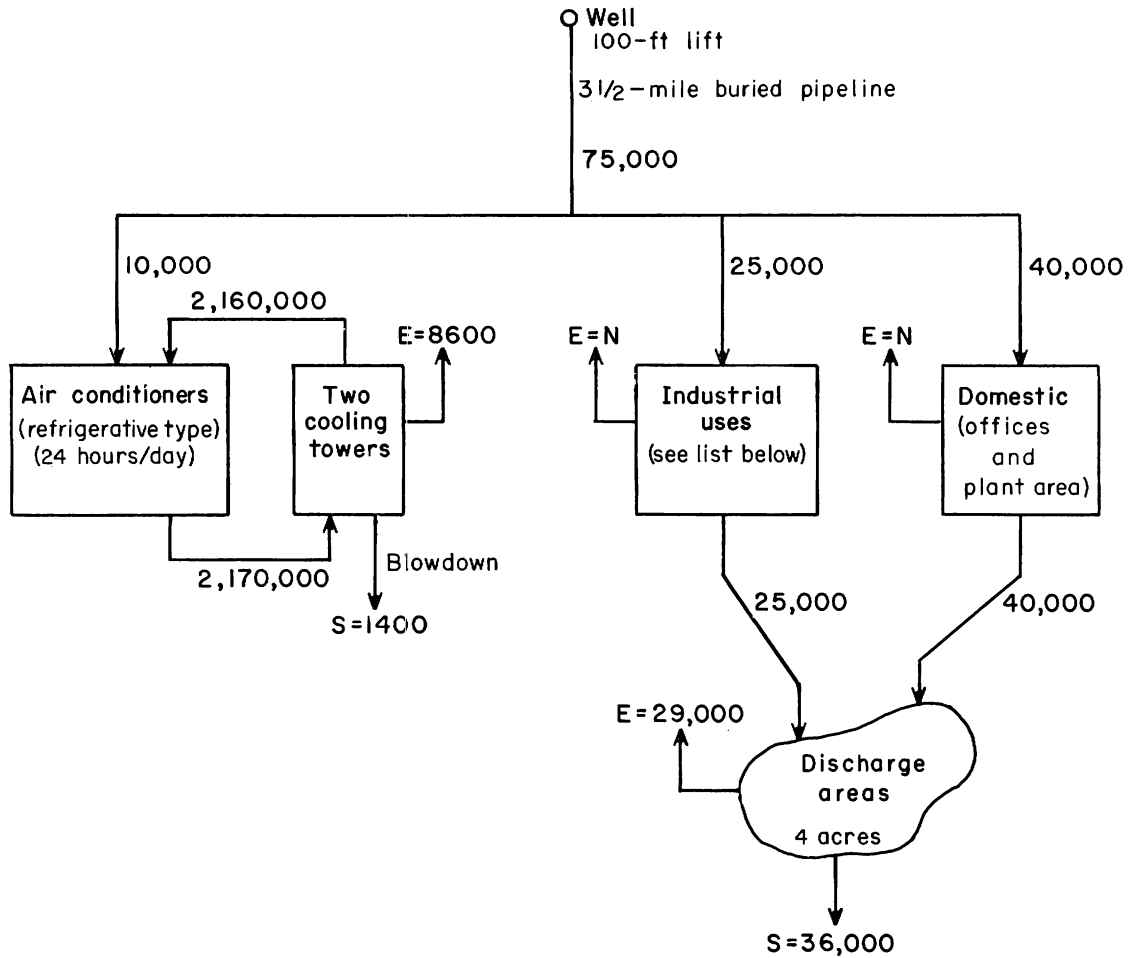 Well
100-ft lift
3 1/2-mile buried pipeline
75,000
10,000
25,000
40,000
2,160,000
E=8600
E=N
E=N
Air conditioners
(refrigerative type)
(24 hours/day)
Two
cooling
towers
Industrial
uses
(see list below)
Domestic
(offices
and
plant area)
2,170,000
Blowdown
S=1400
25,000
40,000
E=29,000
Discharge
areas
4 acres
S=36,000